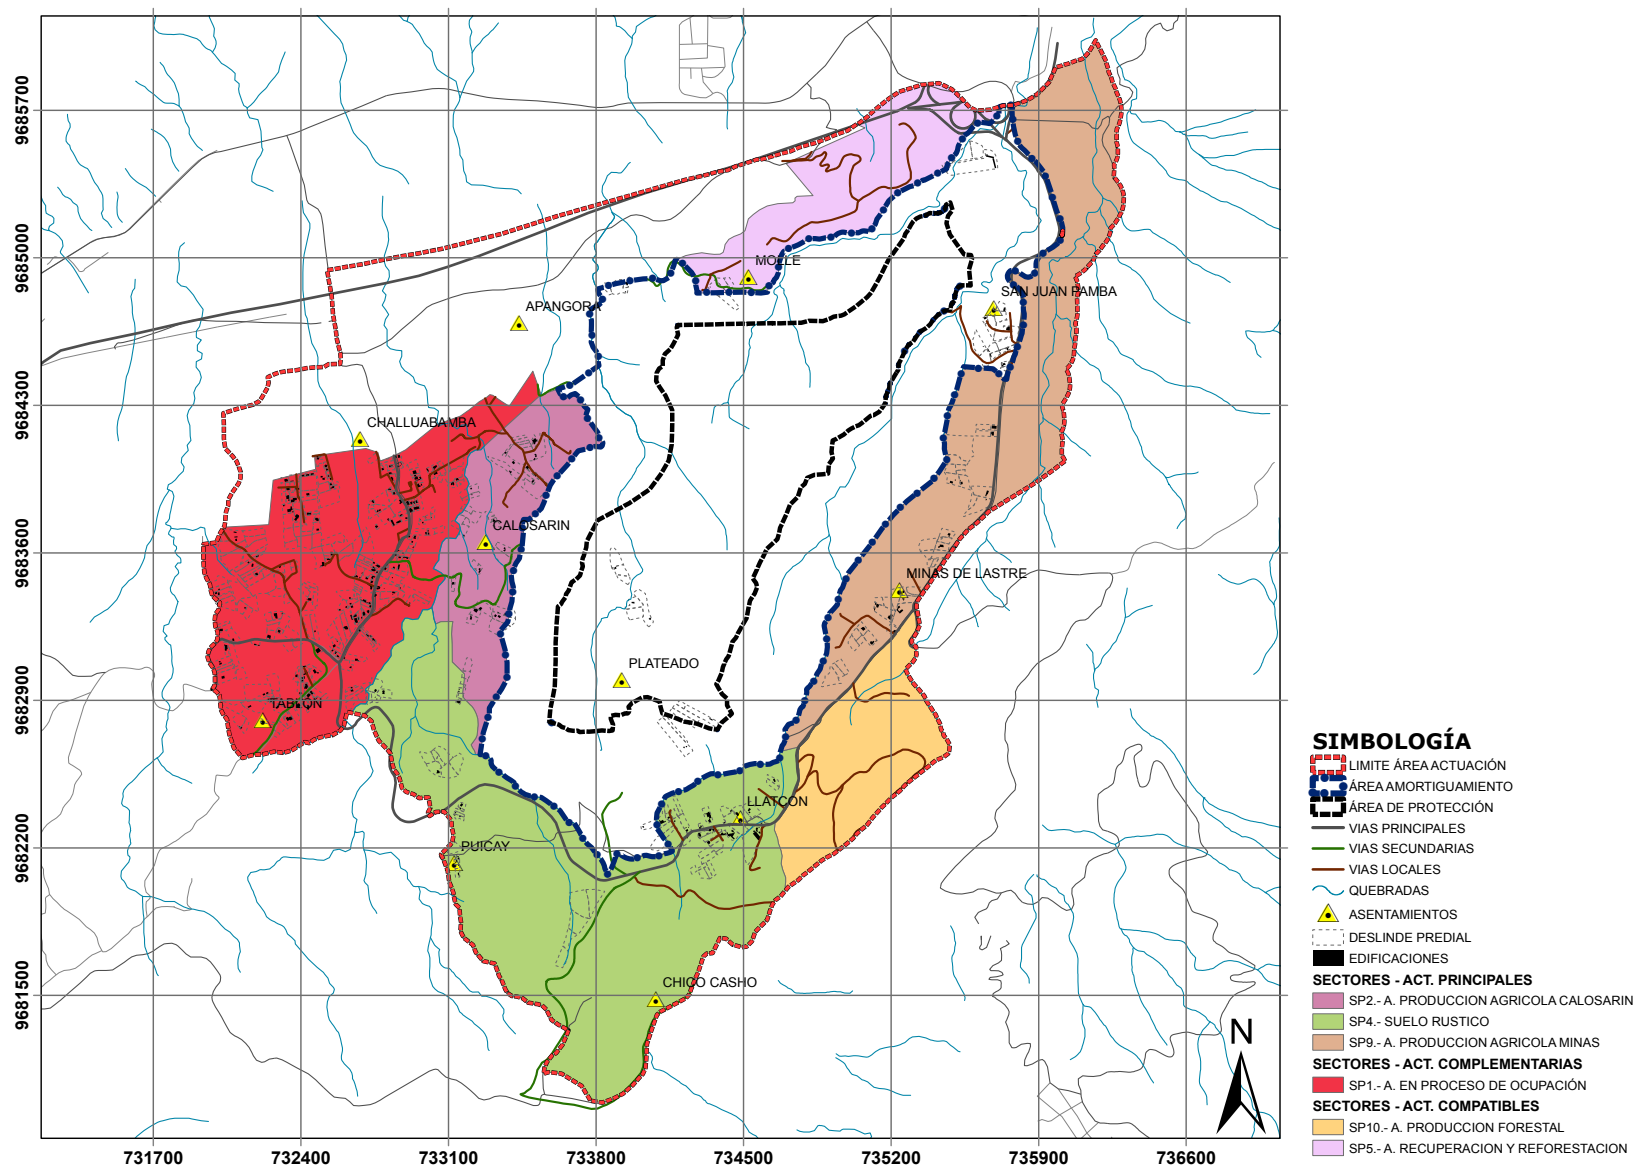 9685700
9685000
9684300
9683600
9682900
9682200
9681500
MOLLE
SAN JUAN PAMBA
APANGORA
CHALLUABAMBA
CALOSARIN
MINAS DE LASTRE
PLATEADO
TABLON
LLATCON
PUICAY
CHICO CASHO
N
731700
732400
733100
733800
734500
735200
735900
736600
SIMBOLOGÍA
LIMITE ÁREA ACTUACIÓN
ÁREA AMORTIGUAMIENTO
ÁREA DE PROTECCIÓN
VIAS PRINCIPALES
VIAS SECUNDARIAS
VIAS LOCALES
QUEBRADAS
ASENTAMIENTOS
DESLINDE PREDIAL
EDIFICACIONES
SECTORES - ACT. PRINCIPALES
SP2.- A. PRODUCCION AGRICOLA CALOSARIN
SP4.- SUELO RUSTICO
SP9.- A. PRODUCCION AGRICOLA MINAS
SECTORES - ACT. COMPLEMENTARIAS
SP1.- A. EN PROCESO DE OCUPACIÓN
SECTORES - ACT. COMPATIBLES
SP10.- A. PRODUCCION FORESTAL
SP5.- A. RECUPERACION Y REFORESTACION